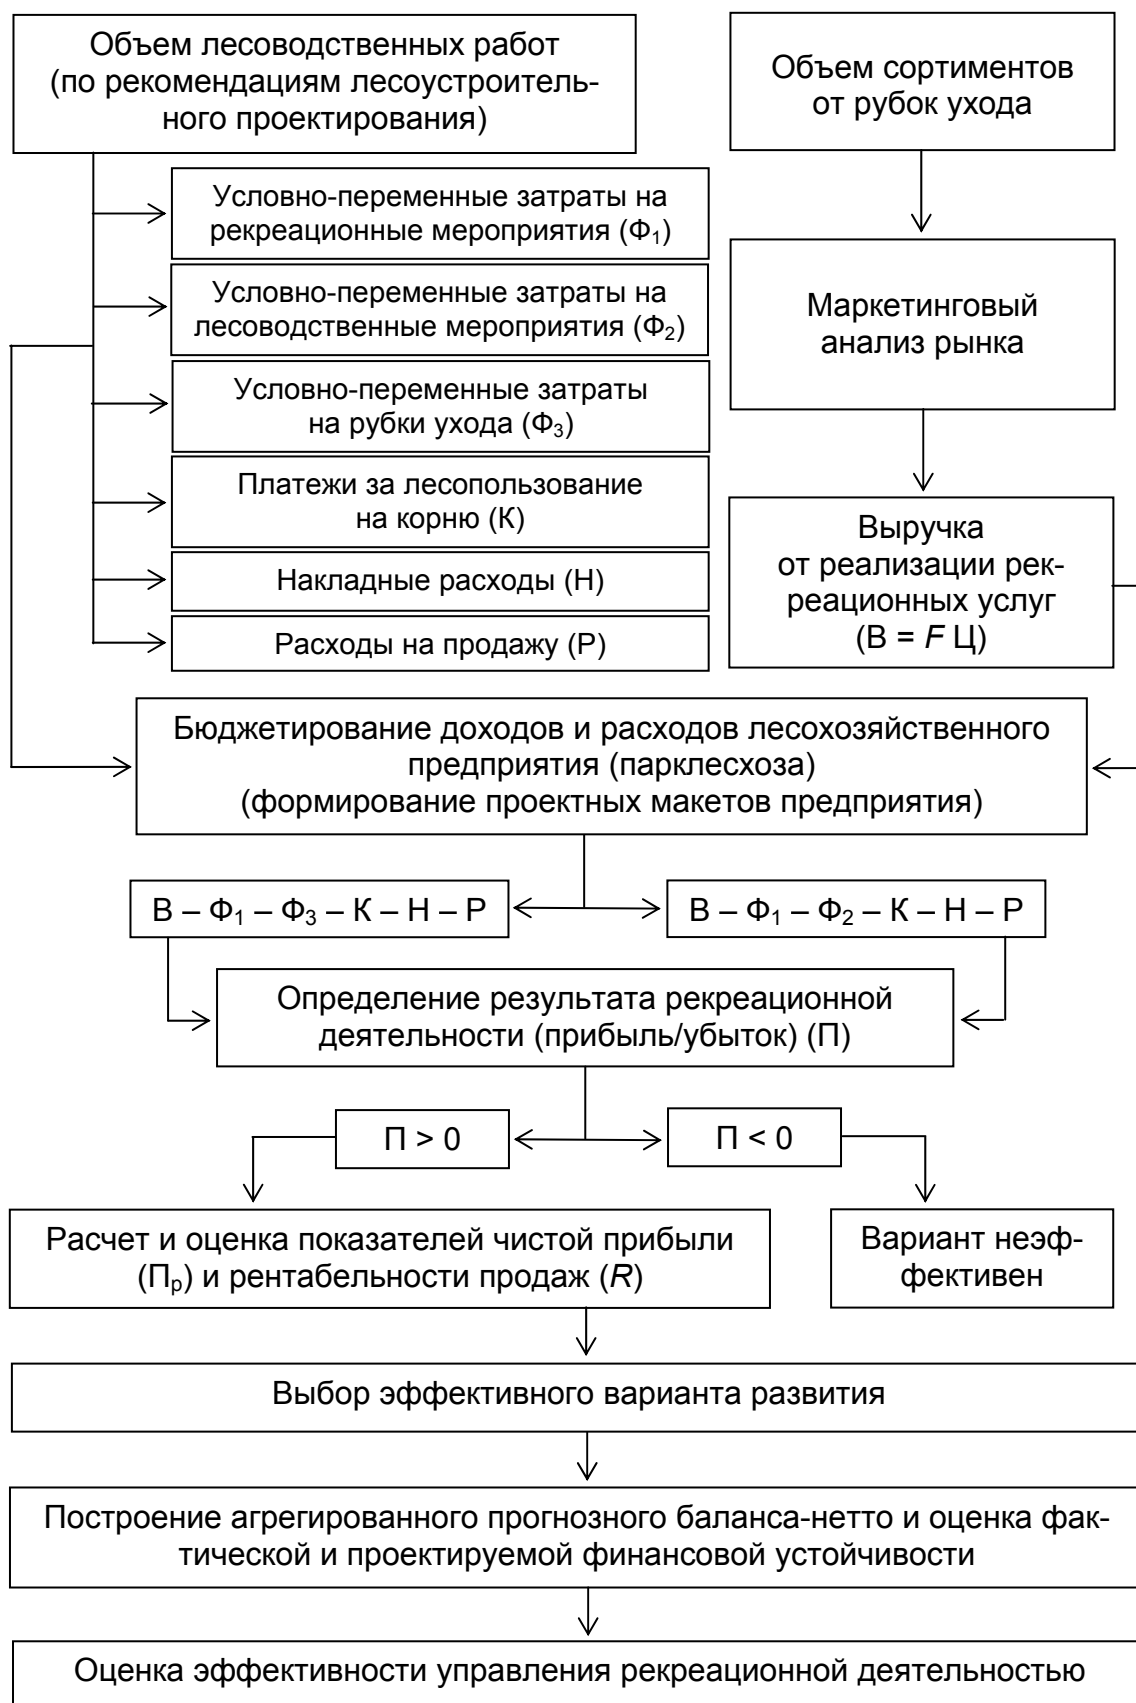 Объем лесоводственных работ
(по рекомендациям лесоустроитель-
ного проектирования)
Объем сортиментов
от рубок ухода
Условно-переменные затраты на
рекреационные мероприятия (Ф₁)
Условно-переменные затраты на
лесоводственные мероприятия (Ф₂)
Условно-переменные затраты
на рубки ухода (Ф₃)
Платежи за лесопользование
на корню (К)
Накладные расходы (Н)
Расходы на продажу (Р)
Маркетинговый
анализ рынка
Выручка
от реализации рек-
реационных услуг
(В = F Ц)
Бюджетирование доходов и расходов лесохозяйственного
предприятия (парклесхоза)
(формирование проектных макетов предприятия)
В – Ф₁ – Ф₃ – К – Н – Р
В – Ф₁ – Ф₂ – К – Н – Р
Определение результата рекреационной
деятельности (прибыль/убыток) (П)
П > 0
П < 0
Расчет и оценка показателей чистой прибыли
(Пр) и рентабельности продаж (R)
Вариант неэф-
фективен
Выбор эффективного варианта развития
Построение агрегированного прогнозного баланса-нетто и оценка фак-
тической и проектируемой финансовой устойчивости
Оценка эффективности управления рекреационной деятельностью